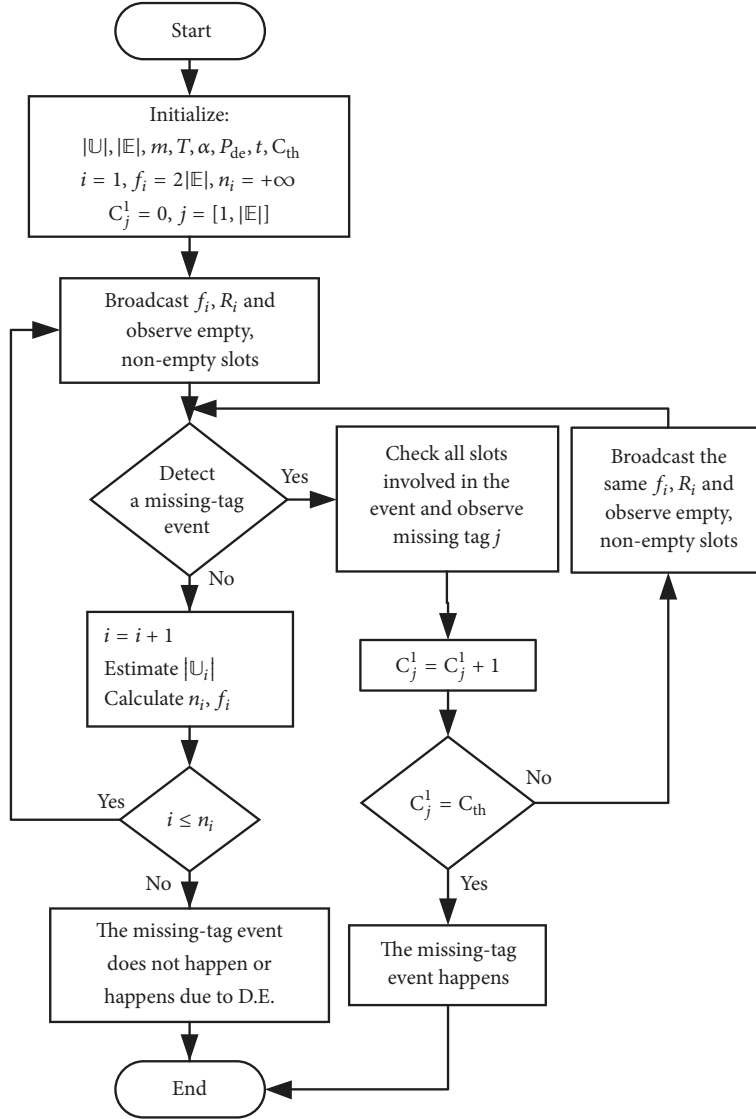 Start
Initialize:
|𝕌|, |𝔼|, m, T, α, P_de, t, C_th
i = 1, f_i = 2|𝔼|, n_i = +∞
C_j^1 = 0, j = [1, |𝔼|]
Broadcast f_i, R_i and
observe empty,
non-empty slots
Detect
a missing-tag
event
Yes
No
Check all slots
involved in the
event and observe
missing tag j
Broadcast the
same f_i, R_i and
observe empty,
non-empty slots
i = i + 1
Estimate |𝕌_i|
Calculate n_i, f_i
C_j^1 = C_j^1 + 1
Yes
i ≤ n_i
No
C_j^1 = C_th
No
Yes
The missing-tag event
does not happen or
happens due to D.E.
The missing-tag
event happens
End